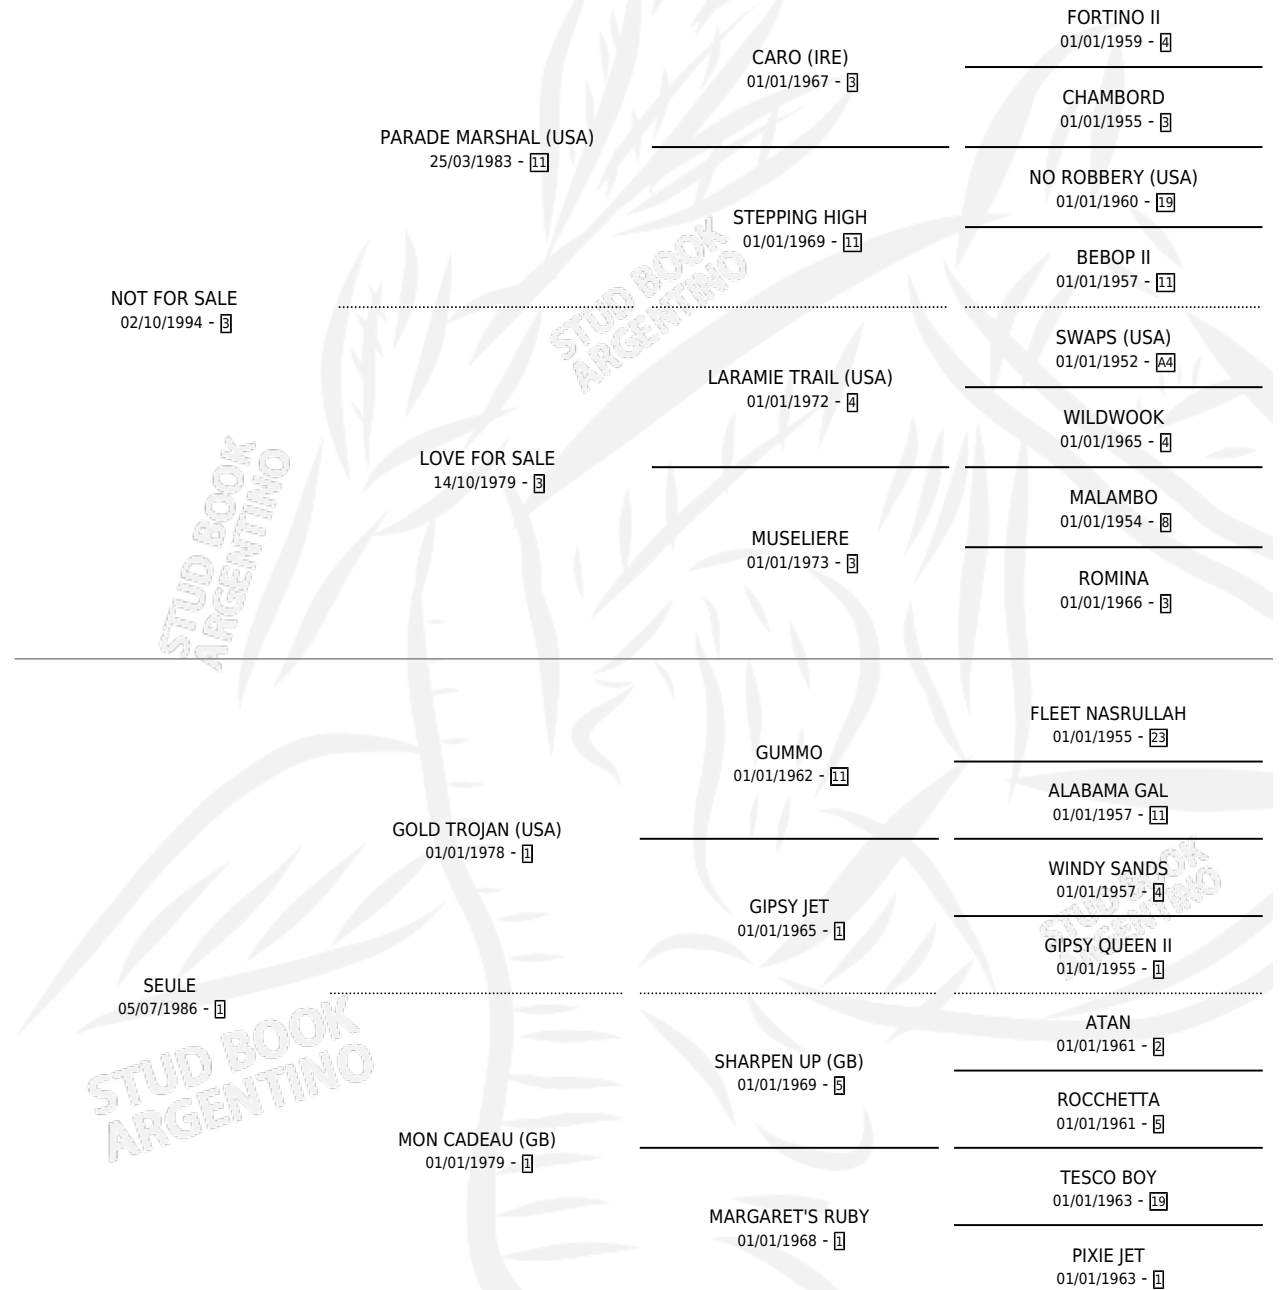 FORTINO II
01/01/1959 - 4
CARO (IRE)
01/01/1967 - 3
CHAMBORD
01/01/1955 - 3
PARADE MARSHAL (USA)
25/03/1983 - 11
NO ROBBERY (USA)
01/01/1960 - 19
STEPPING HIGH
01/01/1969 - 11
BEBOP II
01/01/1957 - 11
NOT FOR SALE
02/10/1994 - 3
SWAPS (USA)
01/01/1952 - A4
LARAMIE TRAIL (USA)
01/01/1972 - 4
WILDWOOK
01/01/1965 - 4
LOVE FOR SALE
14/10/1979 - 3
MALAMBO
01/01/1954 - 8
MUSELIERE
01/01/1973 - 3
ROMINA
01/01/1966 - 3
STUD BOOK
ARGENTINO
STUD BOOK
ARGENTINO
FLEET NASRULLAH
01/01/1955 - 23
GUMMO
01/01/1962 - 11
ALABAMA GAL
01/01/1957 - 11
GOLD TROJAN (USA)
01/01/1978 - 1
WINDY SANDS
01/01/1957 - 4
GIPSY JET
01/01/1965 - 1
GIPSY QUEEN II
01/01/1955 - 1
STUD BOOK
ARGENTINO
SEULE
05/07/1986 - 1
ATAN
01/01/1961 - 2
SHARPEN UP (GB)
01/01/1969 - 5
ROCCHETTA
01/01/1961 - 5
MON CADEAU (GB)
01/01/1979 - 1
TESCO BOY
01/01/1963 - 19
MARGARET'S RUBY
01/01/1968 - 1
PIXIE JET
01/01/1963 - 1
STUD BOOK
ARGENTINO